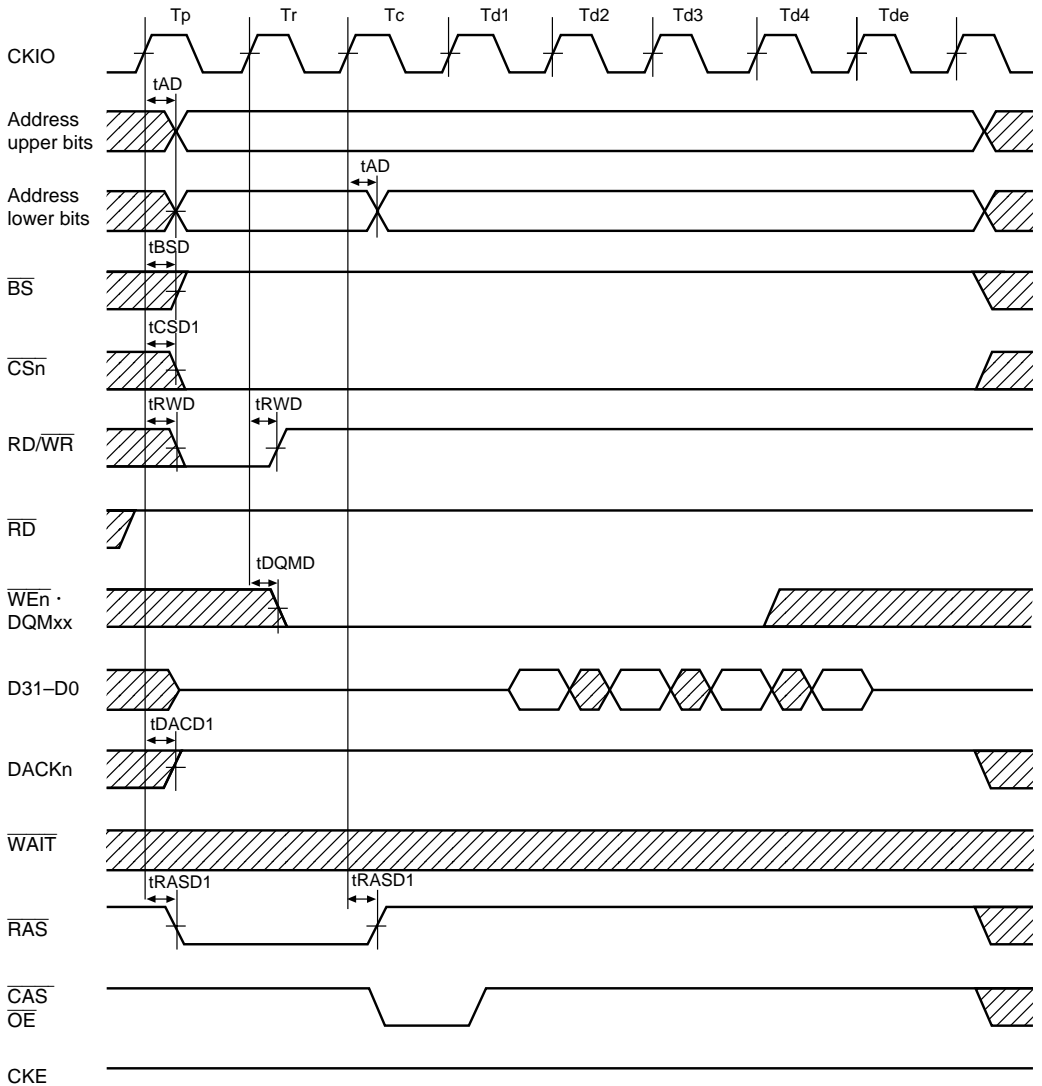 Tp Tr Tc Td1 Td2 Td3 Td4 Tde
CKIO
tAD
Address
upper bits
tAD
Address
lower bits
tBSD
BS
tCSD1
CSn
tRWD tRWD
RD/WR
RD
tDQMD
WEn ·
DQMxx
D31–D0
tDACD1
DACKn
WAIT
tRASD1 tRASD1
RAS
CAS
OE
CKE